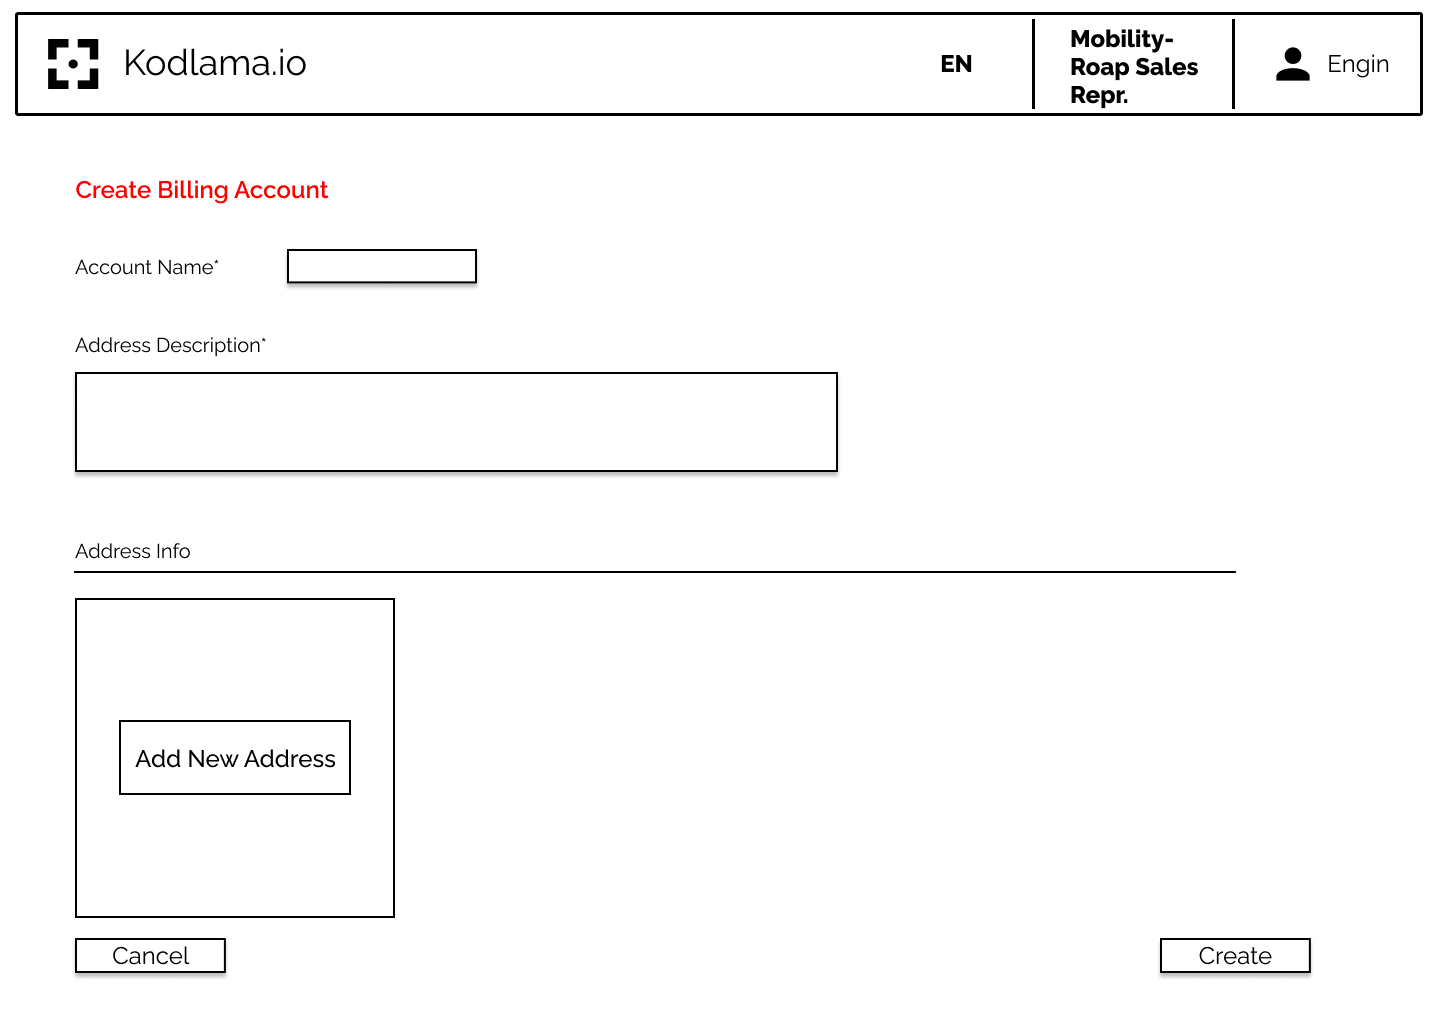 Kodlama.io
EN
Mobility-
Roap Sales
Repr.
Engin
Create Billing Account
Account Name*
Address Description*
Address Info
Add New Address
Cancel
Create